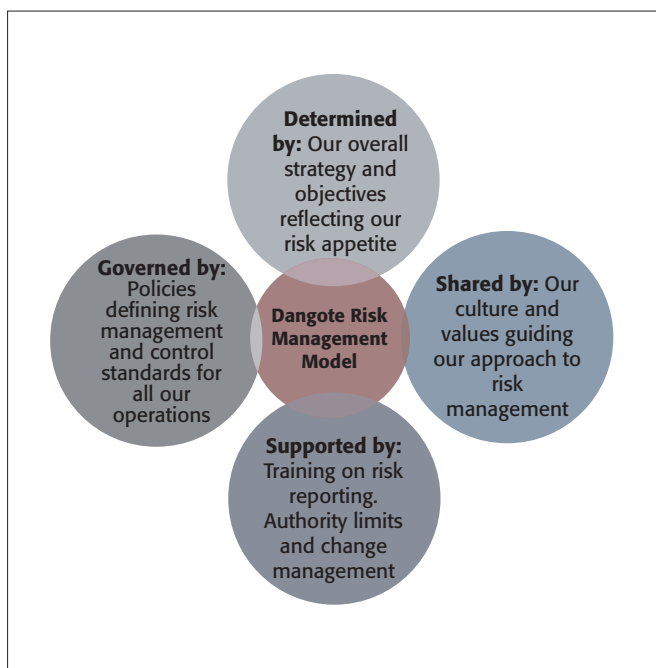 Determined
by: Our overall
strategy and
objectives
reflecting our
risk appetite
Governed by:
Policies
defining risk
management
and control
standards for
all our
operations
Dangote Risk
Management
Model
Shared by: Our
culture and
values guiding
our approach to
risk
management
Supported by:
Training on risk
reporting.
Authority limits
and change
management